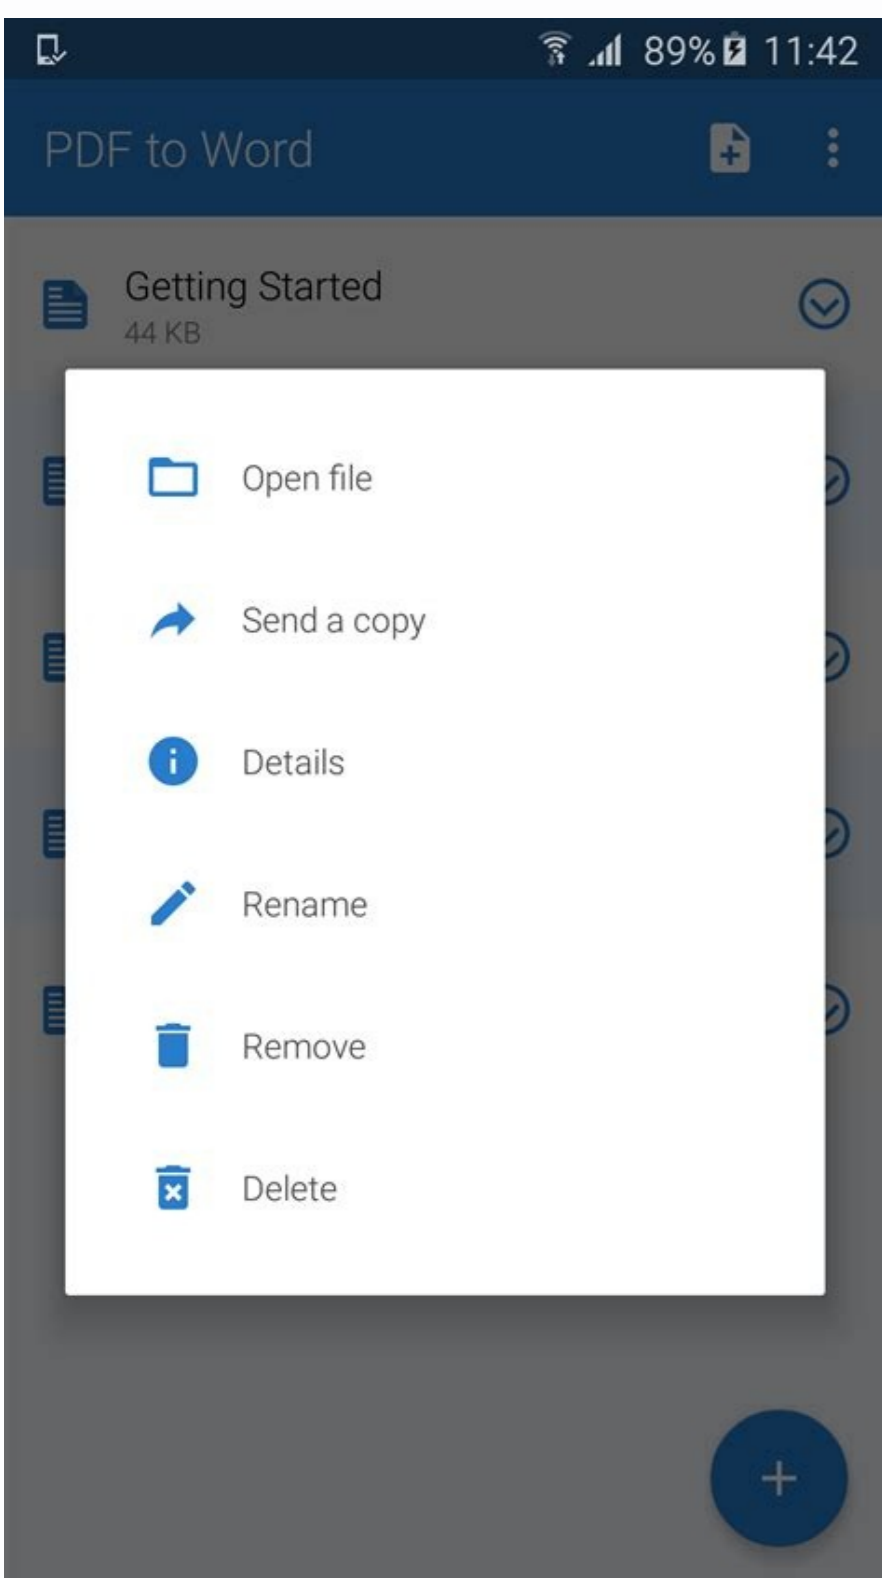 89% 11:42
PDF to Word
Getting Started
44 KB
Open file
Send a copy
Details
Rename
Remove
Delete